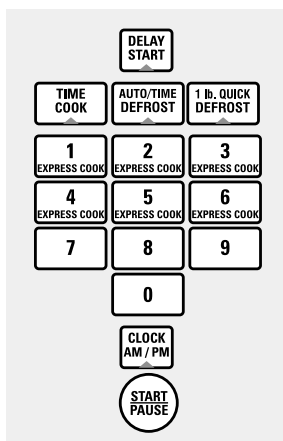 DELAY
START
TIME
COOK
AUTO/TIME
DEFROST
1 lb. QUICK
DEFROST
1
EXPRESS COOK
2
EXPRESS COOK
3
EXPRESS COOK
4
EXPRESS COOK
5
EXPRESS COOK
6
EXPRESS COOK
7
8
9
0
CLOCK
AM / PM
START
PAUSE